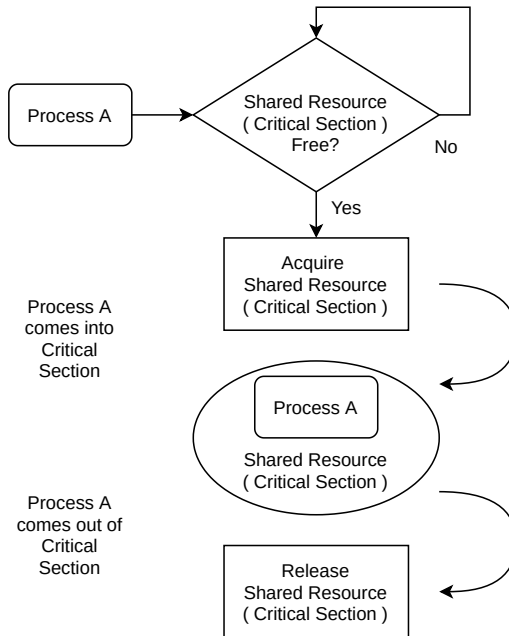 Process A
Shared Resource
( Critical Section )
Free?
No
Yes
Acquire
Shared Resource
( Critical Section )
Process A
comes into
Critical
Section
Process A
Shared Resource
( Critical Section )
Process A
comes out of
Critical
Section
Release
Shared Resource
( Critical Section )